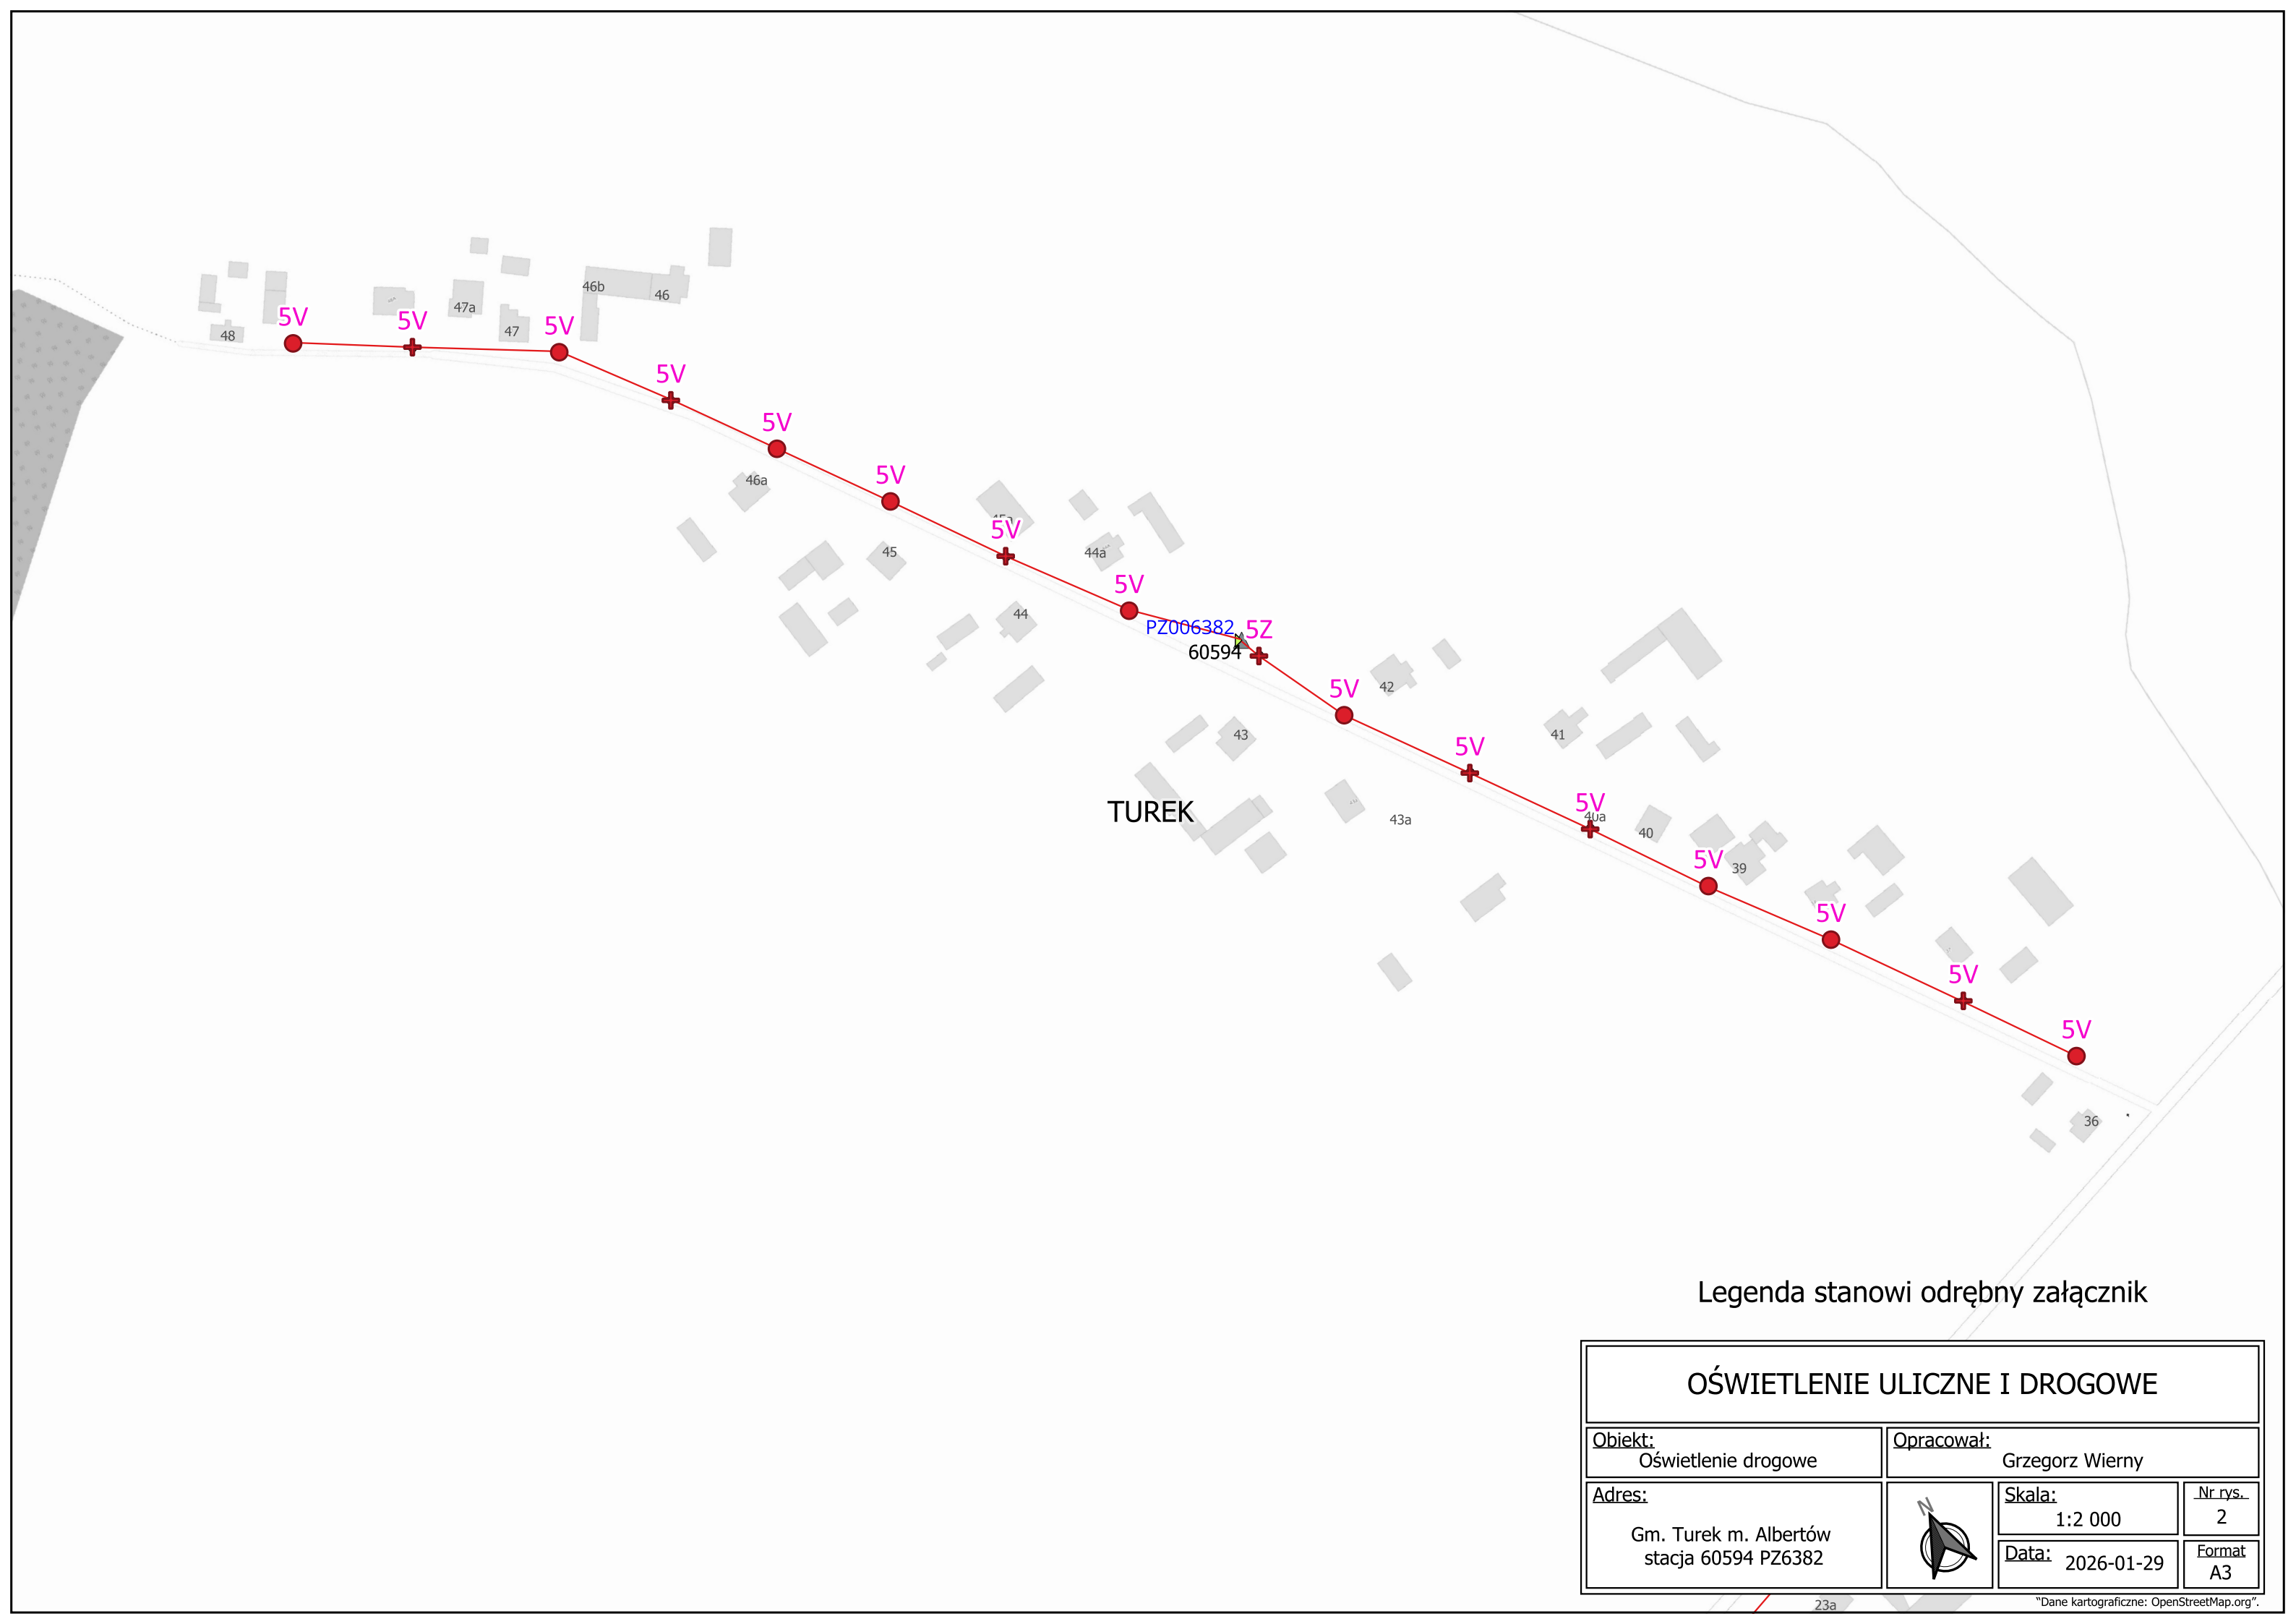 46b
46
47a
5V
5V
5V
47
48
5V
5V
46a
5V
5V
45
44a
5V
44
PZ006382
5Z
60594
42
5V
43
41
5V
TUREK
43a
5V
40a
40
5V
39
5V
5V
5V
36
Legenda stanowi odrębny załącznik
OŚWIETLENIE ULICZNE I DROGOWE
Obiekt:
Oświetlenie drogowe
Opracował:
Grzegorz Wierny
Adres:
Gm. Turek m. Albertów
stacja 60594 PZ6382
N
Skala:
1:2 000
Nr rys.
2
Data: 2026-01-29
Format
A3
23a
"Dane kartograficzne: OpenStreetMap.org".